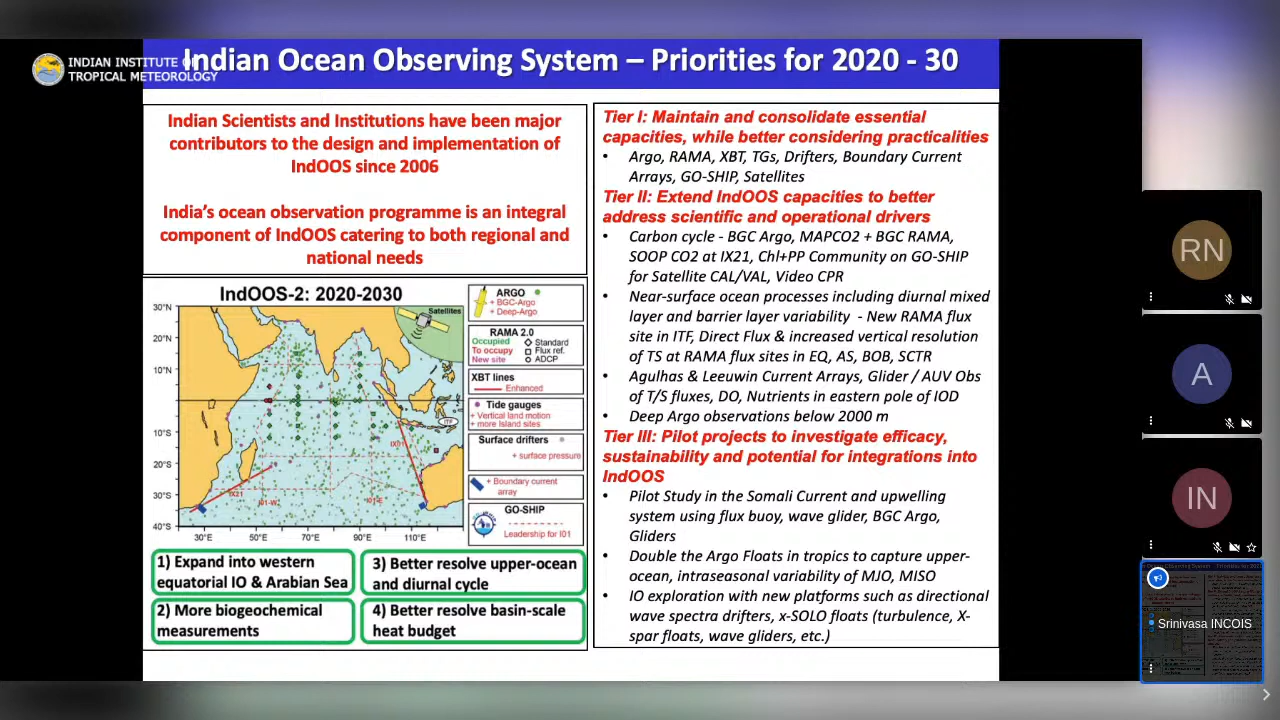 INDIAN INSTITUTE OF
TROPICAL METEOROLOGY
Indian Ocean Observing System – Priorities for 2020 - 30
Indian Scientists and Institutions have been major
contributors to the design and implementation of
IndOOS since 2006
India's ocean observation programme is an integral
component of IndOOS catering to both regional and
national needs
IndOOS-2: 2020-2030
30°N
20°N
10°N
10°S
20°S
30°S
40°S
30°E
50°E
70°E
90°E
110°E
Satellites
ITF
IX01
IX21
I01-W
I01-E
ARGO
+ BGC-Argo
+ Deep-Argo
RAMA 2.0
Occupied
Standard
To occupy
Flux ref.
New site
ADCP
XBT lines
Enhanced
Tide gauges
+ Vertical land motion
+ more Island sites
Surface drifters
+ surface pressure
+ Boundary current
array
GO-SHIP
Leadership for I01
1) Expand into western
equatorial IO & Arabian Sea
3) Better resolve upper-ocean
and diurnal cycle
2) More biogeochemical
measurements
4) Better resolve basin-scale
heat budget
Tier I: Maintain and consolidate essential
capacities, while better considering practicalities
• Argo, RAMA, XBT, TGs, Drifters, Boundary Current
Arrays, GO-SHIP, Satellites
Tier II: Extend IndOOS capacities to better
address scientific and operational drivers
• Carbon cycle - BGC Argo, MAPCO2 + BGC RAMA,
SOOP CO2 at IX21, Chl+PP Community on GO-SHIP
for Satellite CAL/VAL, Video CPR
• Near-surface ocean processes including diurnal mixed
layer and barrier layer variability - New RAMA flux
site in ITF, Direct Flux & increased vertical resolution
of TS at RAMA flux sites in EQ, AS, BOB, SCTR
• Agulhas & Leeuwin Current Arrays, Glider / AUV Obs
of T/S fluxes, DO, Nutrients in eastern pole of IOD
• Deep Argo observations below 2000 m
Tier III: Pilot projects to investigate efficacy,
sustainability and potential for integrations into
IndOOS
• Pilot Study in the Somali Current and upwelling
system using flux buoy, wave glider, BGC Argo,
Gliders
• Double the Argo Floats in tropics to capture upper-
ocean, intraseasonal variability of MJO, MISO
• IO exploration with new platforms such as directional
wave spectra drifters, x-SOLO floats (turbulence, X-
spar floats, wave gliders, etc.)
RN
A
IN
Srinivasa INCOIS